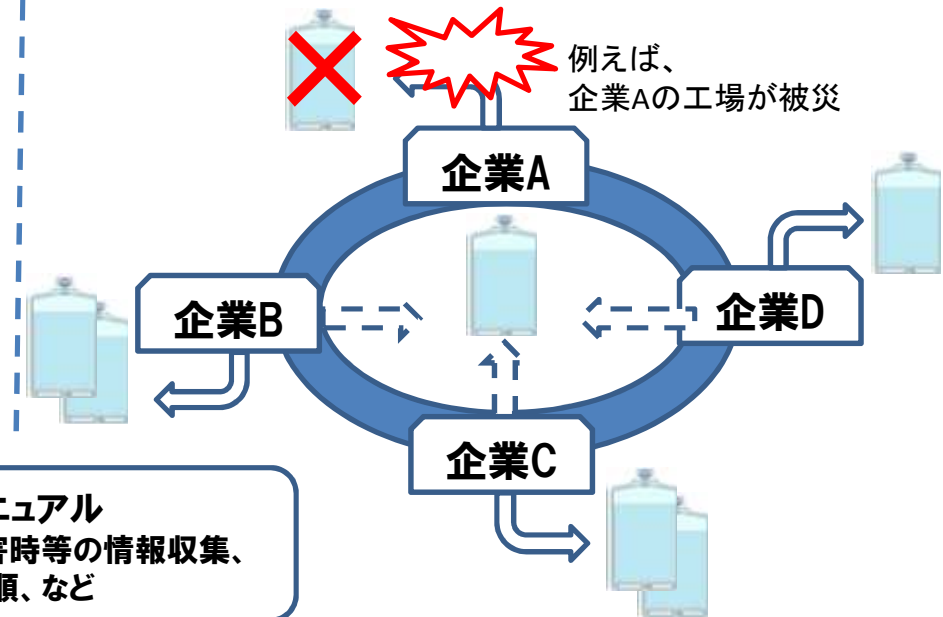 例えば、
企業Aの工場が被災
企業A
企業B
企業D
企業C
ニュアル
害時等の情報収集、
順、など